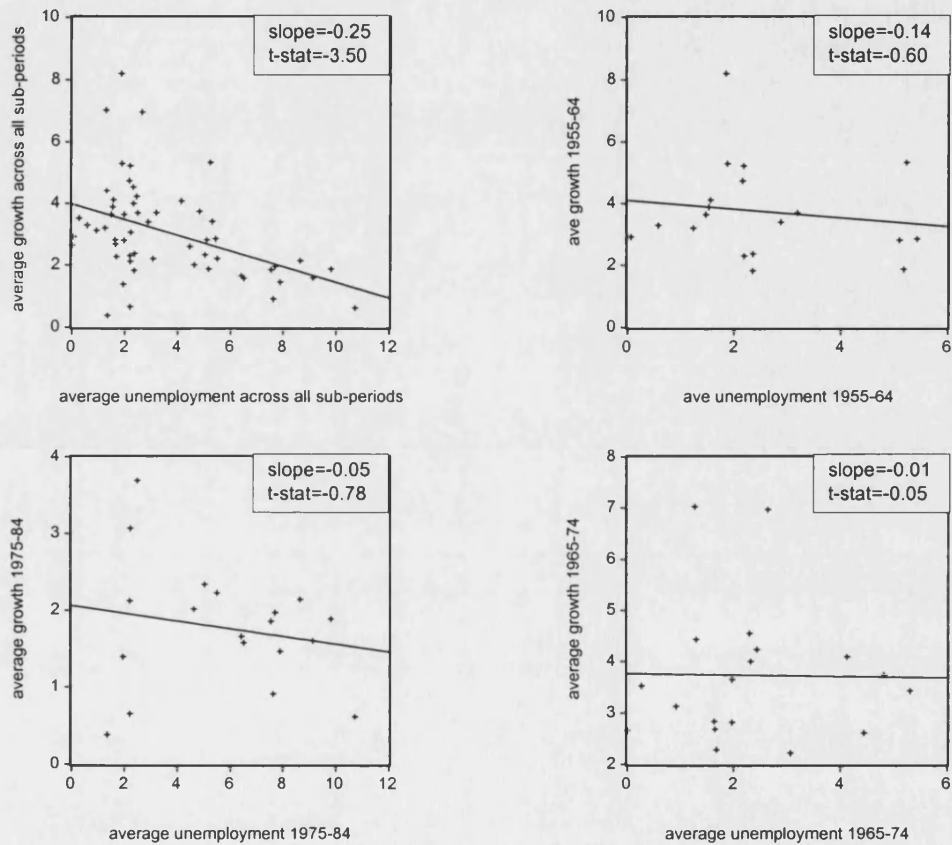 slope=-0.25
t-stat=-3.50
average growth across all sub-periods
10
8
6
4
2
0
0 2 4 6 8 10 12
average unemployment across all sub-periods
slope=-0.14
t-stat=-0.60
ave growth 1955-64
10
8
6
4
2
0
0 2 4 6
ave unemployment 1955-64
slope=-0.05
t-stat=-0.78
average growth 1975-84
4
3
2
1
0
0 2 4 6 8 10 12
average unemployment 1975-84
slope=-0.01
t-stat=-0.05
average growth 1965-74
8
7
6
5
4
3
2
0 2 4 6
average unemployment 1965-74